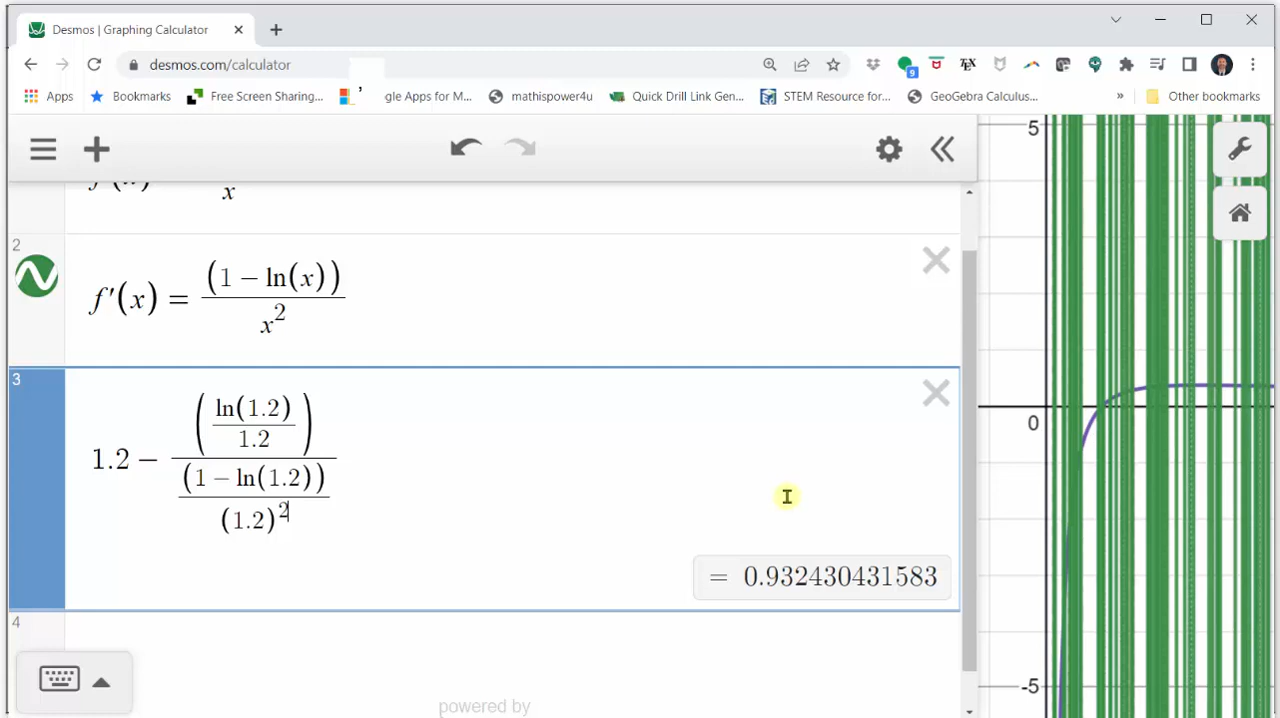 Desmos | Graphing Calculator
desmos.com/calculator
9
TEX
Apps Bookmarks Free Screen Sharing... gle Apps for M... mathispower4u Quick Drill Link Gen... STEM Resource for... GeoGebra Calculus... » Other bookmarks
x
2
f′(x) = (1 − ln(x)) / x^2
3
1.2 − (ln(1.2) / 1.2) / ((1 − ln(1.2)) / (1.2)^2)
= 0.932430431583
4
powered by
5
0
-5